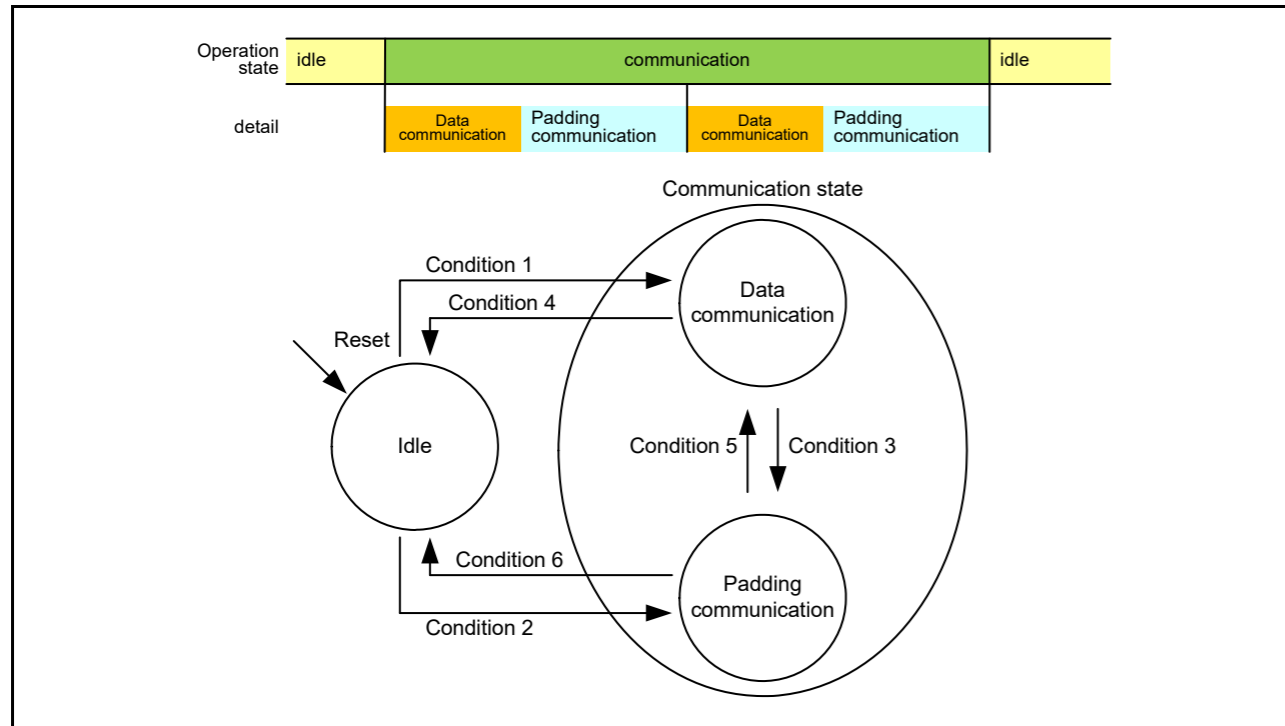 Operation
state
idle
communication
idle
detail
Data
communication
Padding
communication
Data
communication
Padding
communication
Communication state
Condition 1
Data
communication
Condition 4
Reset
Idle
Condition 5
Condition 3
Condition 6
Padding
communication
Condition 2